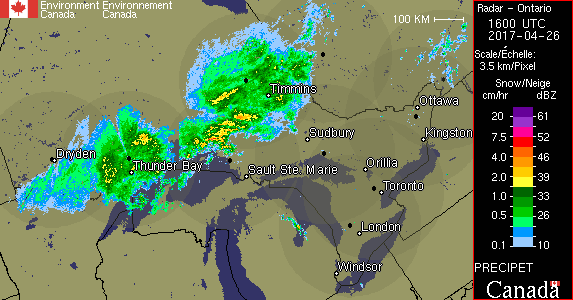 Environment Environnement
Canada Canada
100 KM
Timmins
Ottawa
Sudbury
Kingston
Dryden
Thunder Bay
Sault Ste. Marie
Orillia
Toronto
London
Windsor
Radar - Ontario
1600 UTC
2017-04-26
Scale/Échelle:
3.5 km/Pixel
Snow/Neige
cm/hr dBZ
20 61
7.5 52
4.0 46
2.0 39
1.0 33
0.5 26
0.1 10
PRECIPET
Canada